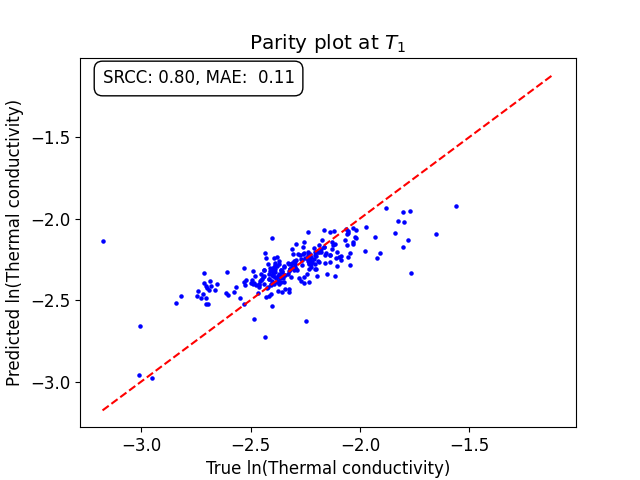 Parity plot at T₁
SRCC: 0.80, MAE:  0.11
Predicted ln(Thermal conductivity)
−1.5
−2.0
−2.5
−3.0
−3.0
−2.5
−2.0
−1.5
True ln(Thermal conductivity)